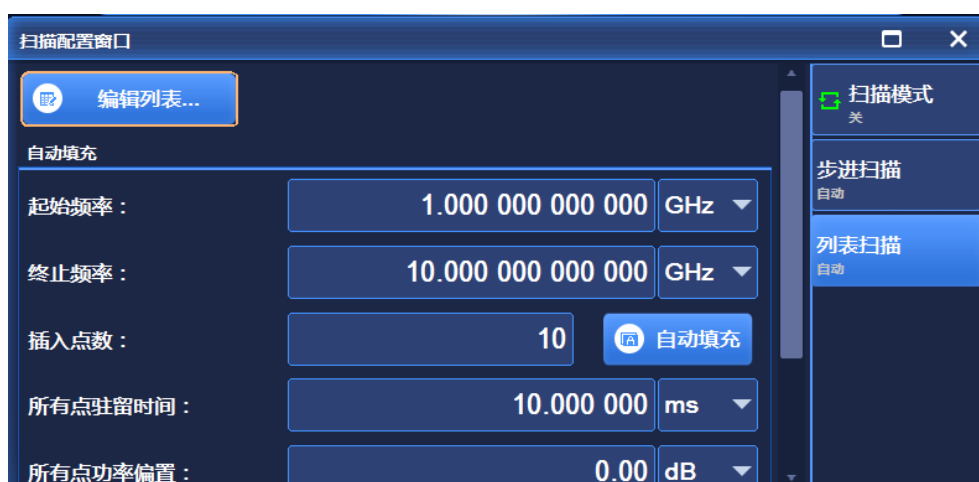 扫描配置窗口
编辑列表...
自动填充
起始频率：
1.000 000 000 000 GHz
终止频率：
10.000 000 000 000 GHz
插入点数：
10
自动填充
所有点驻留时间：
10.000 000 ms
所有点功率偏置：
0.00 dB
扫描模式
关
步进扫描
自动
列表扫描
自动